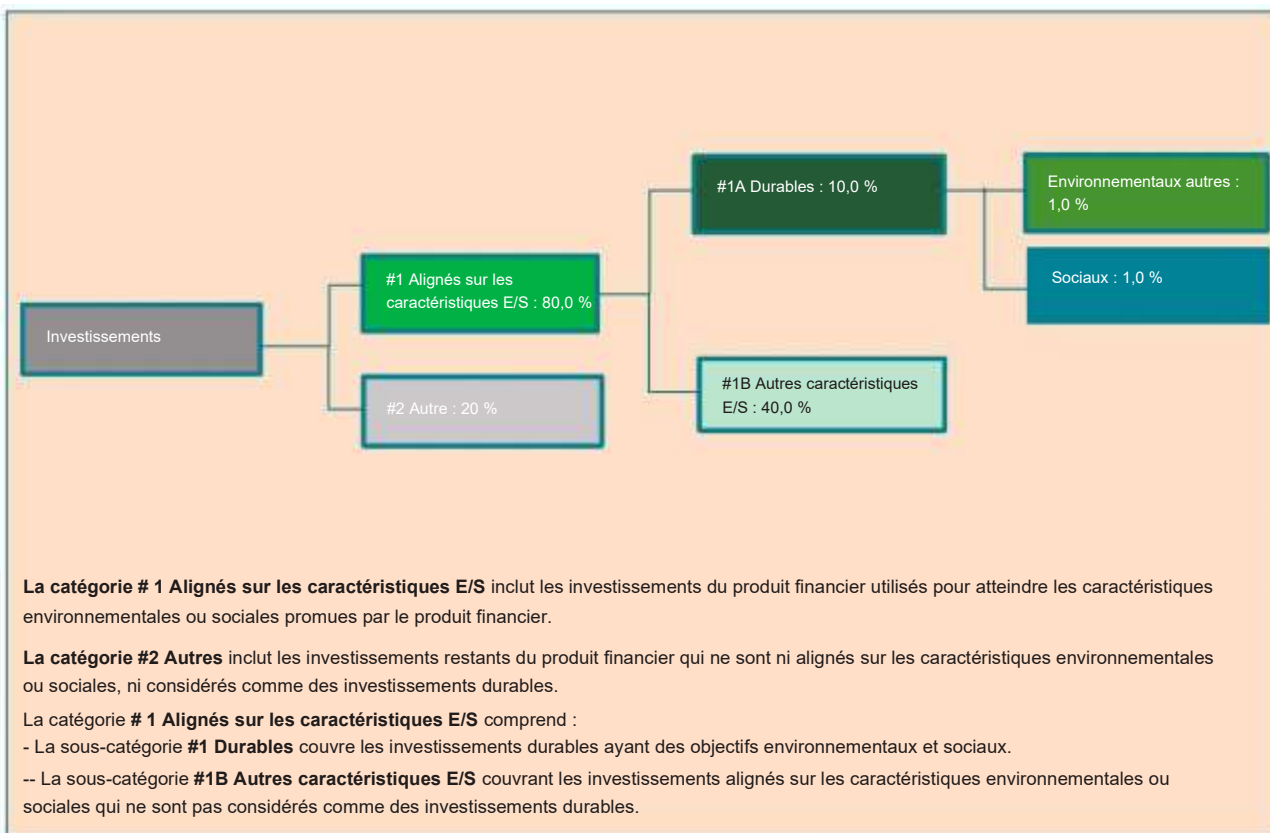 #1A Durables : 10,0 %
Environnementaux autres :
1,0 %
#1 Alignés sur les
caractéristiques E/S : 80,0 %
Sociaux : 1,0 %
Investissements
#2 Autre : 20 %
#1B Autres caractéristiques
E/S : 40,0 %
La catégorie # 1 Alignés sur les caractéristiques E/S inclut les investissements du produit financier utilisés pour atteindre les caractéristiques
environnementales ou sociales promues par le produit financier.
La catégorie #2 Autres inclut les investissements restants du produit financier qui ne sont ni alignés sur les caractéristiques environnementales
ou sociales, ni considérés comme des investissements durables.
La catégorie # 1 Alignés sur les caractéristiques E/S comprend :
- La sous-catégorie #1 Durables couvre les investissements durables ayant des objectifs environnementaux et sociaux.
-- La sous-catégorie #1B Autres caractéristiques E/S couvrant les investissements alignés sur les caractéristiques environnementales ou
sociales qui ne sont pas considérés comme des investissements durables.